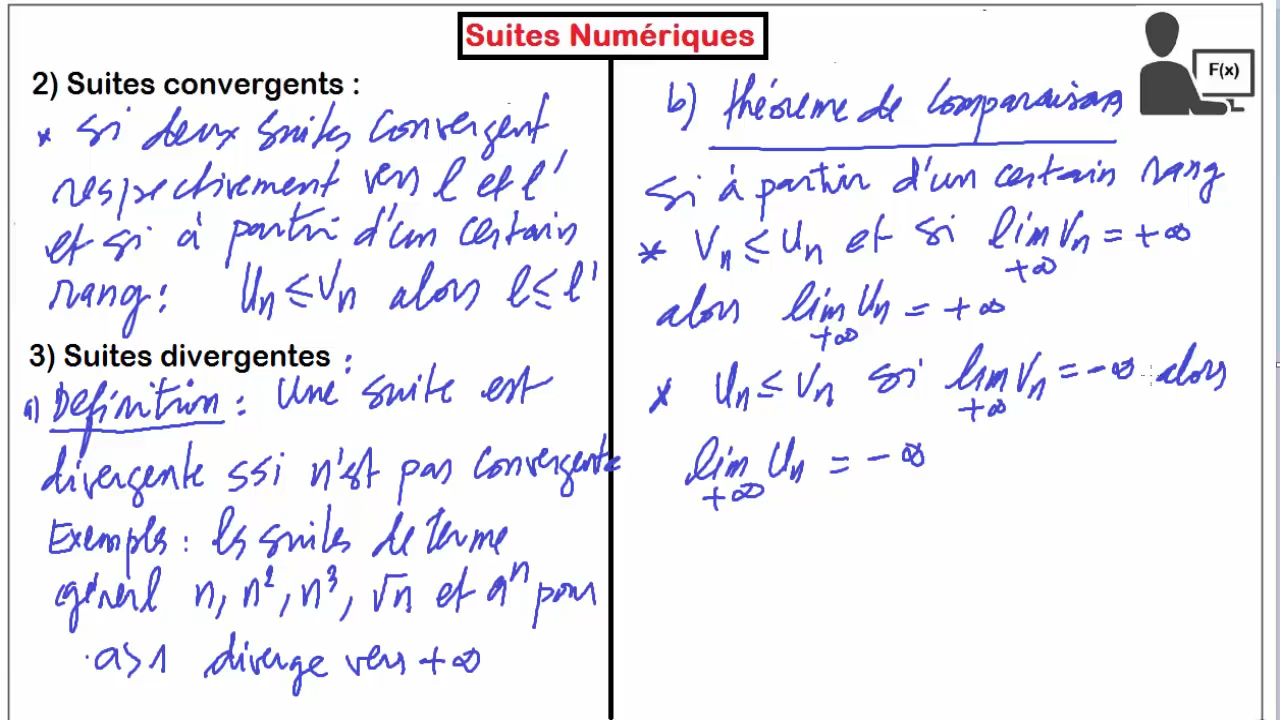 Suites Numériques
F(x)
2) Suites convergents :
* Si deux suites convergent
respectivement vers l et l'
et si à partir d'un certain
rang : Un ≤ Vn alors l ≤ l'
3) Suites divergentes :
a) Définition : Une suite est
divergente ssi n'est pas convergente
Exemple : les suites de terme
général n, n², n³, √n et aⁿ pour
a>1 diverge vers +∞
b) théorème de comparaison
Si à partir d'un certain rang
* Vn ≤ Un et si lim Vn = +∞
+∞
alors lim Un = +∞
+∞
* Un ≤ Vn si lim Vn = -∞ alors
+∞
lim Un = -∞
+∞